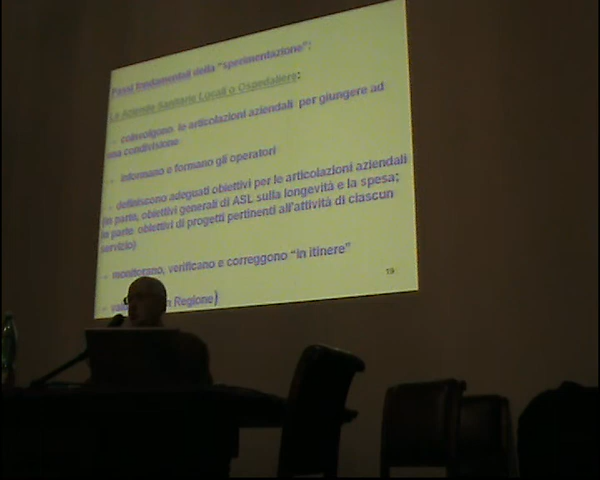 Passi fondamentali della "sperimentazione":
Le Aziende Sanitarie Locali o Ospedaliere:
- coinvolgono le articolazioni aziendali per giungere ad
una condivisione
- informano e formano gli operatori
- definiscono adeguati obiettivi per le articolazioni aziendali
(in parte, obiettivi generali di ASL sulla longevità e la spesa;
in parte obiettivi di progetti pertinenti all'attività di ciascun
servizio)
- monitorano, verificano e correggono "in itinere"
Regione)
19